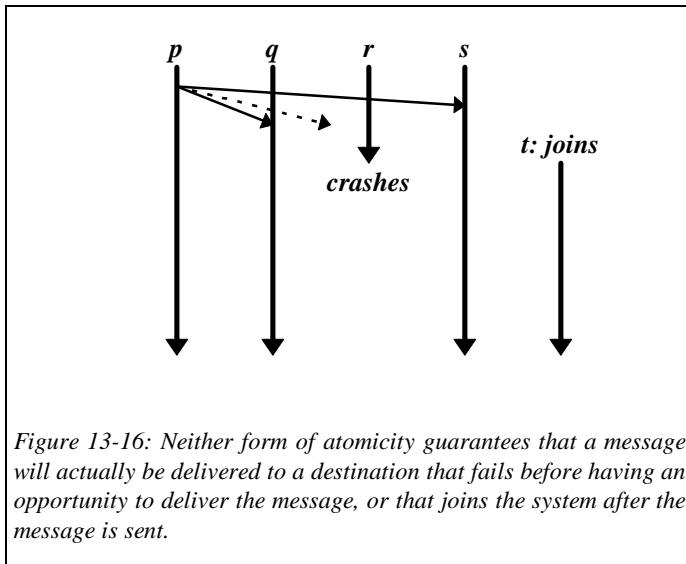 p q r s
t: joins
crashes
Figure 13-16: Neither form of atomicity guarantees that a message
will actually be delivered to a destination that fails before having an
opportunity to deliver the message, or that joins the system after the
message is sent.